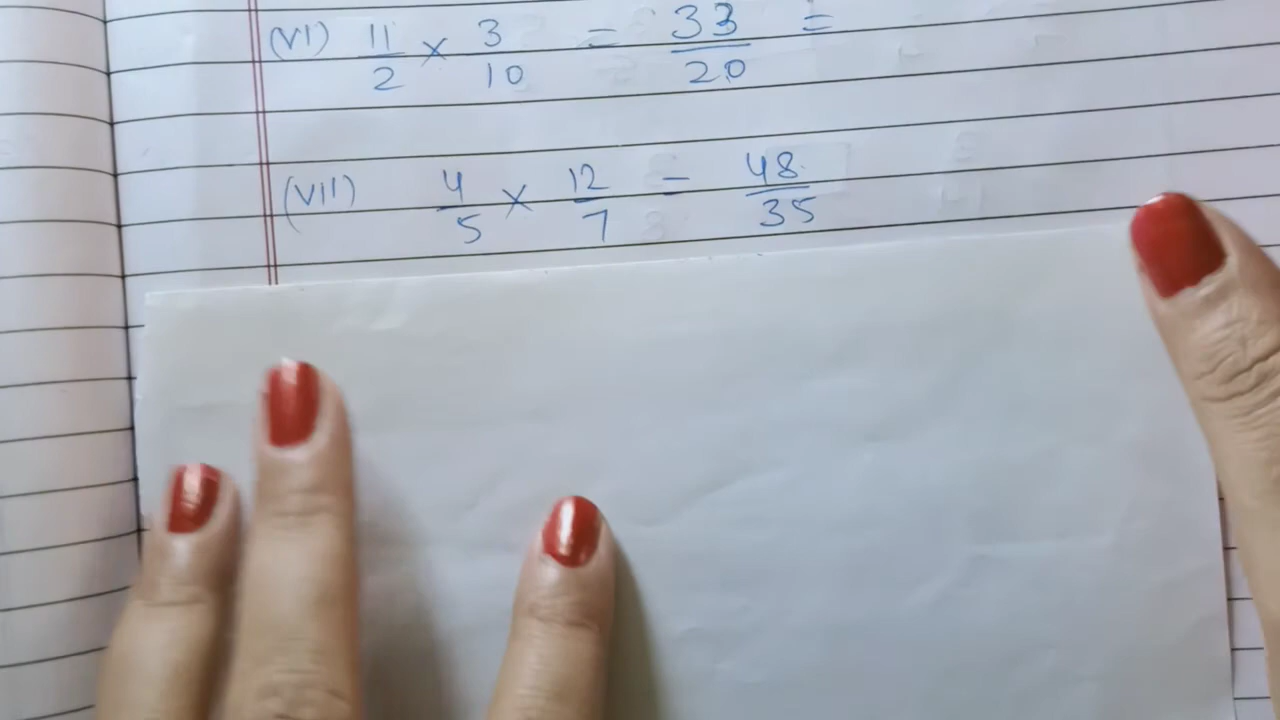 (VI) 11/2 × 3/10 = 33/20 =
(VII) 4/5 × 12/7 = 48/35